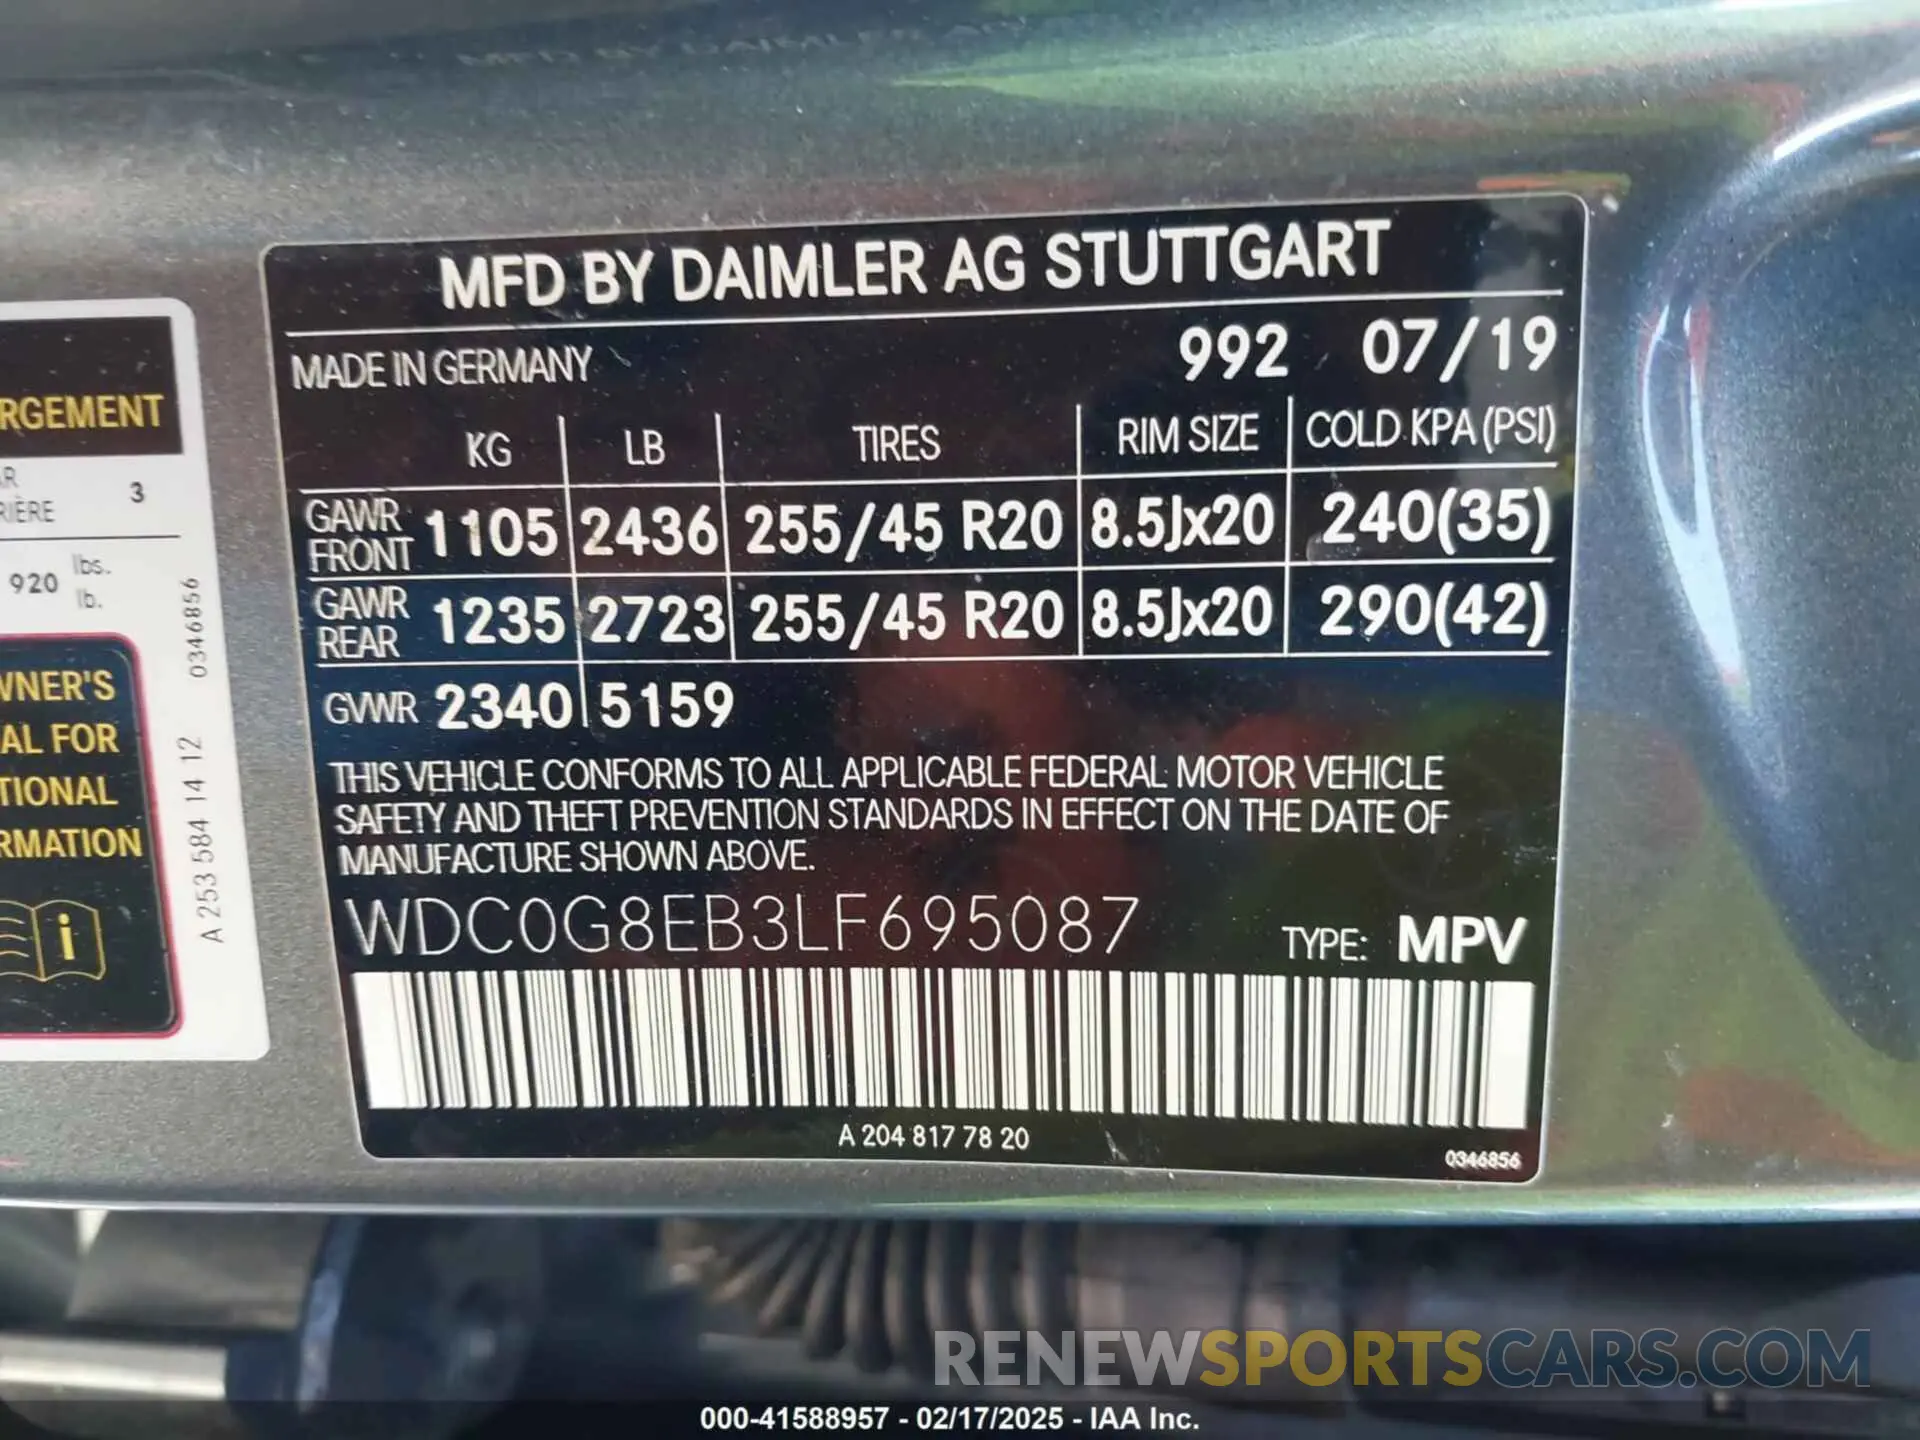 MFD BY DAIMLER AG STUTTGART
MADE IN GERMANY 992 07/19
KG LB TIRES RIM SIZE COLD KPA (PSI)
GAWR FRONT 1105 2436 255/45 R20 8.5Jx20 240(35)
GAWR REAR 1235 2723 255/45 R20 8.5Jx20 290(42)
GVWR 2340 5159
THIS VEHICLE CONFORMS TO ALL APPLICABLE FEDERAL MOTOR VEHICLE
SAFETY AND THEFT PREVENTION STANDARDS IN EFFECT ON THE DATE OF
MANUFACTURE SHOWN ABOVE.
WDC0G8EB3LF695087 TYPE: MPV
A 204 817 78 20
0346856
RGEMENT
AR
RIÈRE 3
920 lbs.
lb.
WNER'S
AL FOR
TIONAL
RMATION
A 253 584 14 12 0346856
RENEWSPORTSCARS.COM
000-41588957 - 02/17/2025 - IAA Inc.